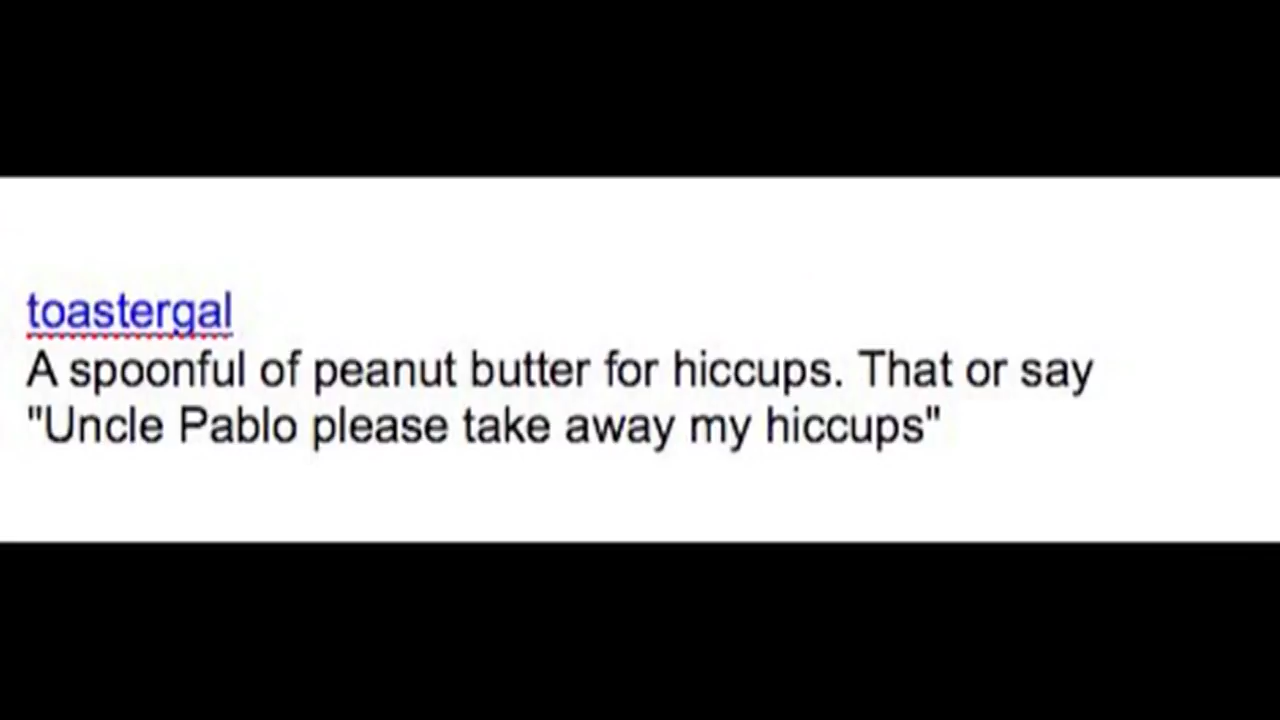 toastergal
A spoonful of peanut butter for hiccups. That or say
"Uncle Pablo please take away my hiccups"